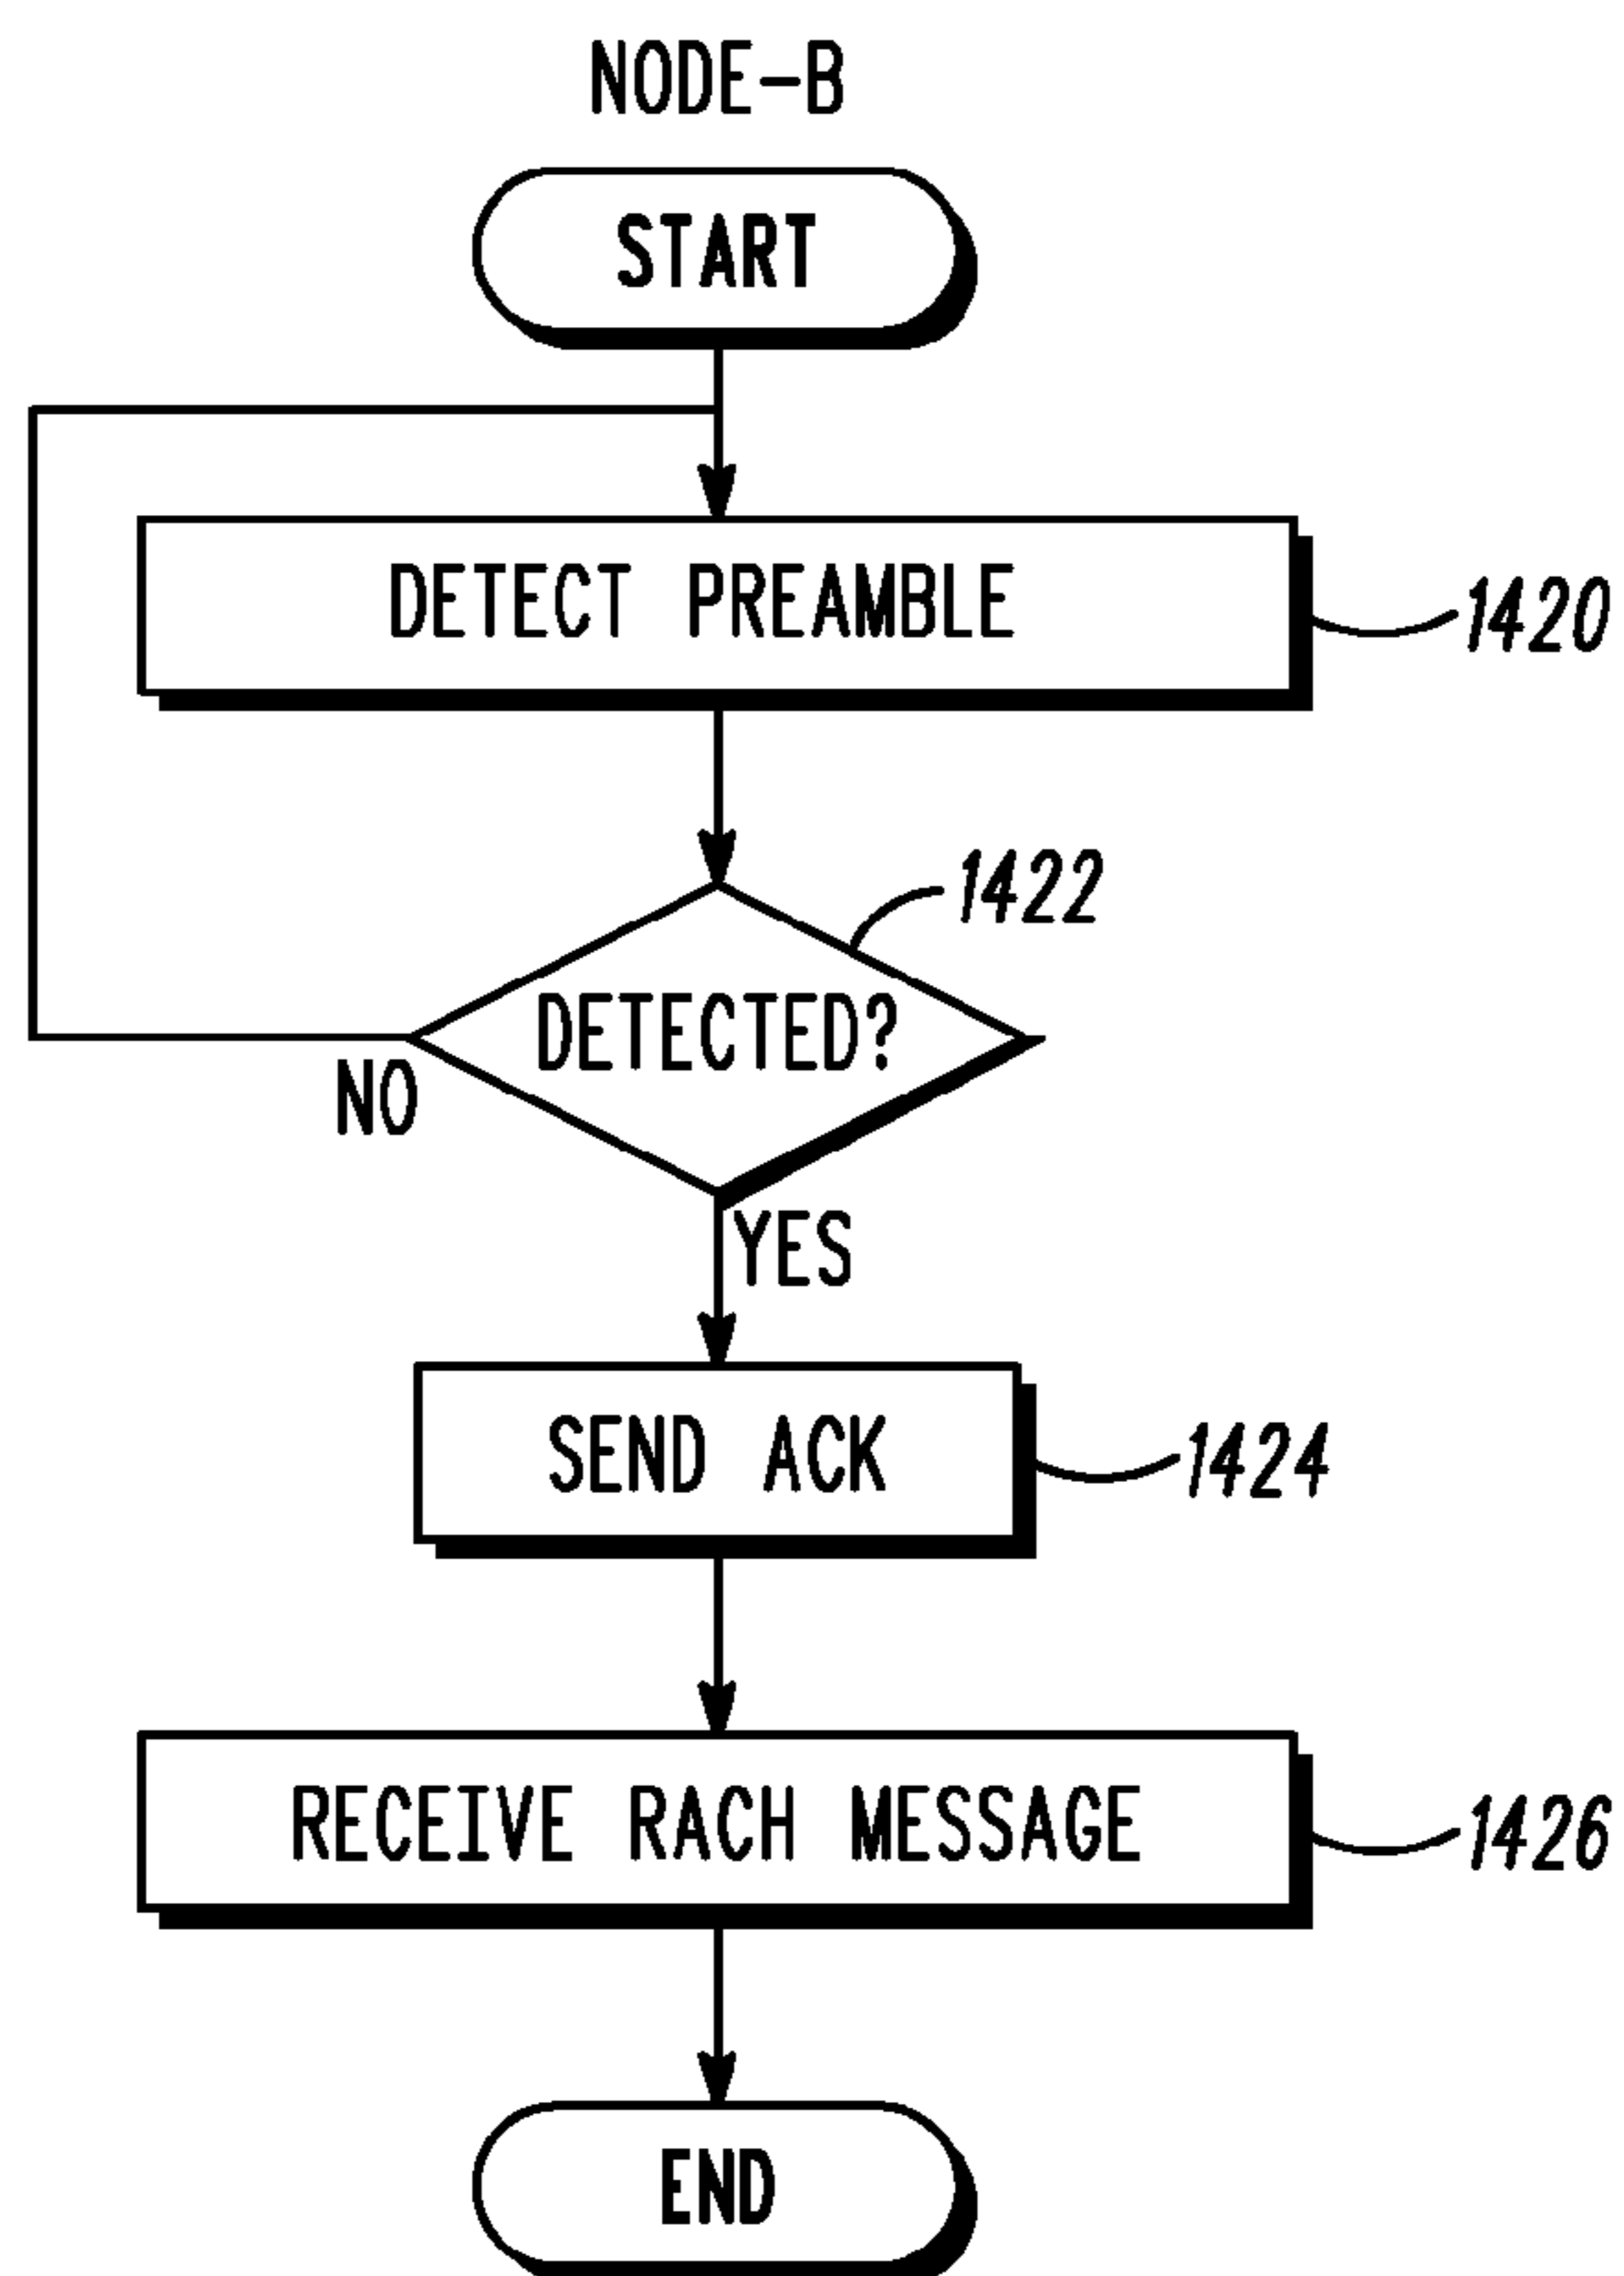 NODE-B
START
DETECT PREAMBLE
1420
1422
DETECTED?
NO
YES
SEND ACK
1424
RECEIVE RACH MESSAGE
1426
END